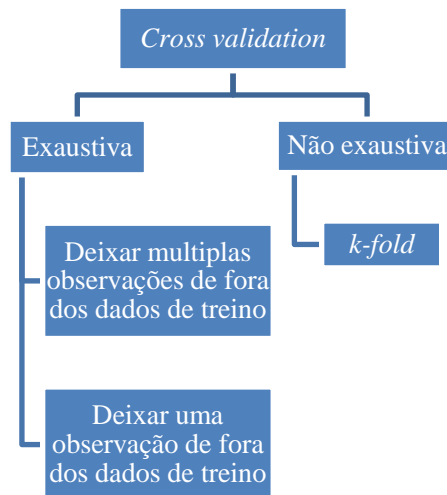 Cross validation
Exaustiva
Não exaustiva
Deixar multiplas
observações de fora
dos dados de treino
k-fold
Deixar uma
observação de fora
dos dados de treino